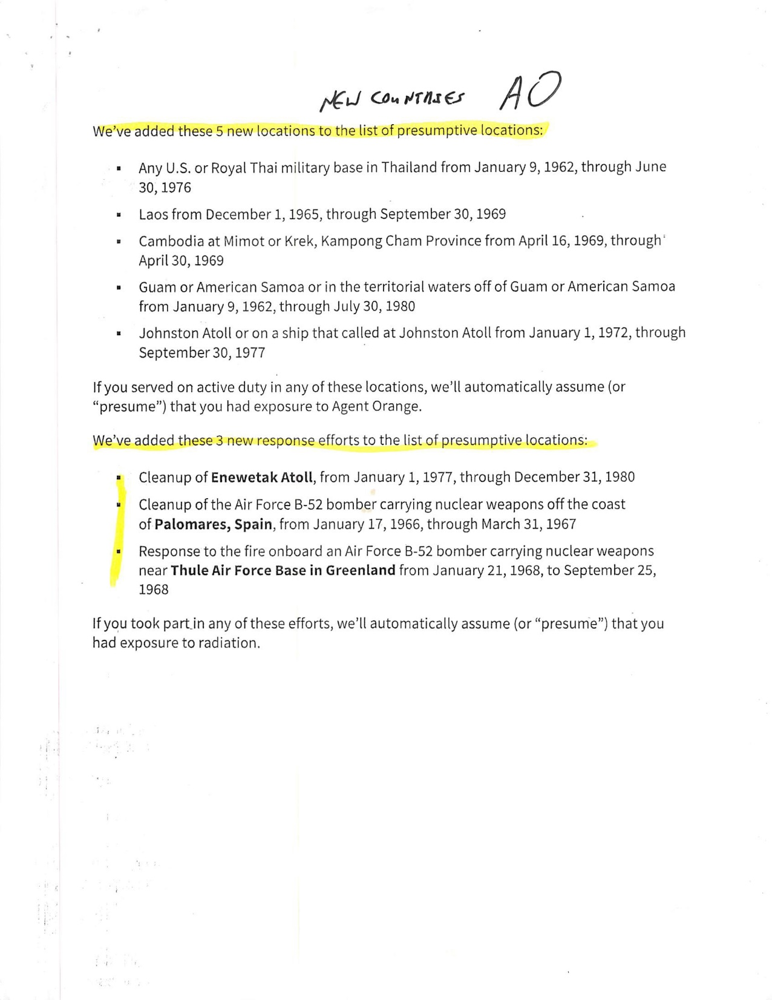 NEW COUNTRIES AO
We've added these 5 new locations to the list of presumptive locations:
▪ Any U.S. or Royal Thai military base in Thailand from January 9, 1962, through June
30, 1976
▪ Laos from December 1, 1965, through September 30, 1969
▪ Cambodia at Mimot or Krek, Kampong Cham Province from April 16, 1969, through
April 30, 1969
▪ Guam or American Samoa or in the territorial waters off of Guam or American Samoa
from January 9, 1962, through July 30, 1980
▪ Johnston Atoll or on a ship that called at Johnston Atoll from January 1, 1972, through
September 30, 1977
If you served on active duty in any of these locations, we'll automatically assume (or
“presume”) that you had exposure to Agent Orange.
We've added these 3 new response efforts to the list of presumptive locations:
▪ Cleanup of Enewetak Atoll, from January 1, 1977, through December 31, 1980
▪ Cleanup of the Air Force B-52 bomber carrying nuclear weapons off the coast
of Palomares, Spain, from January 17, 1966, through March 31, 1967
▪ Response to the fire onboard an Air Force B-52 bomber carrying nuclear weapons
near Thule Air Force Base in Greenland from January 21, 1968, to September 25,
1968
If you took part in any of these efforts, we'll automatically assume (or “presume”) that you
had exposure to radiation.